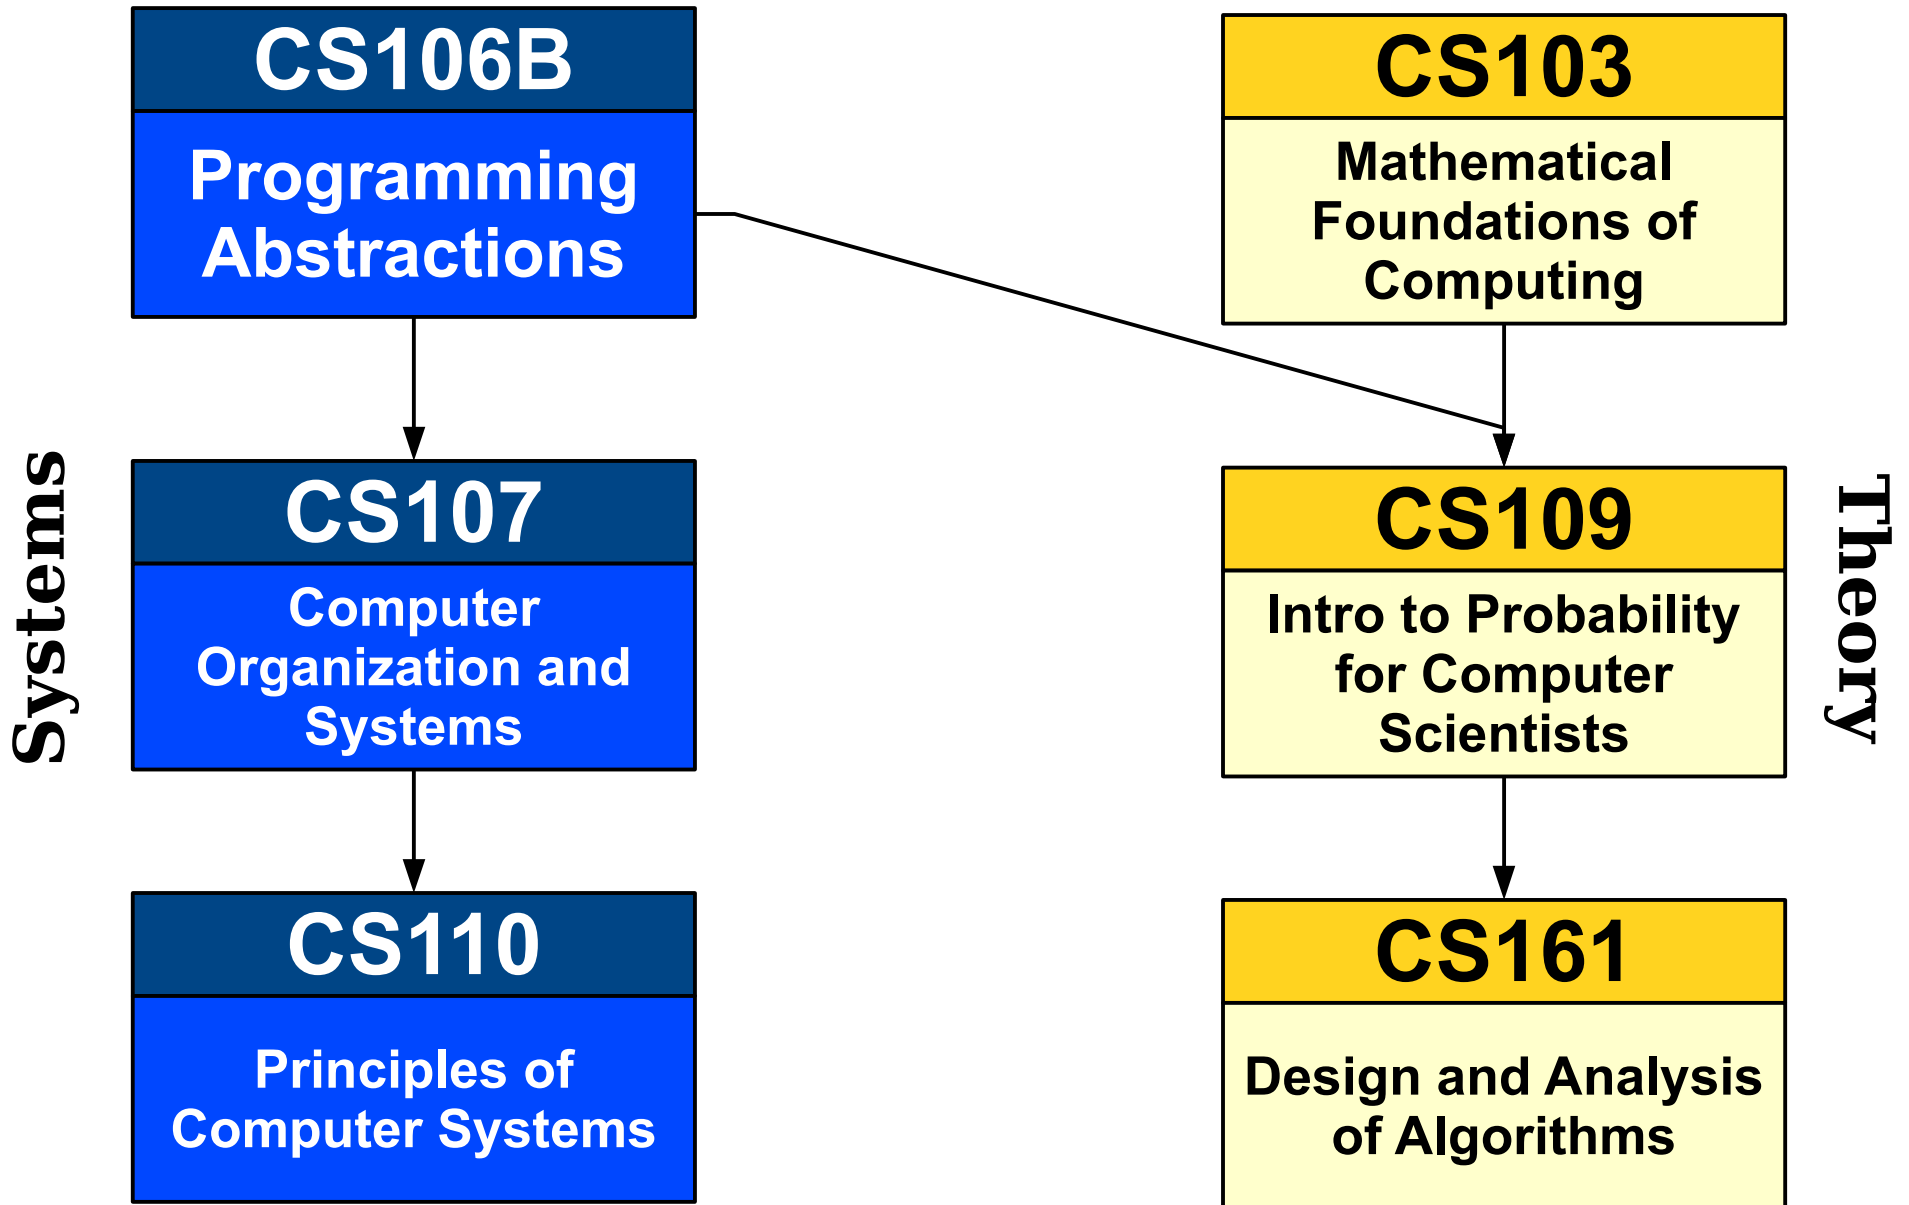 CS106B
Programming
Abstractions
CS103
Mathematical
Foundations of
Computing
Systems
CS107
Computer
Organization and
Systems
CS109
Intro to Probability
for Computer
Scientists
Theory
CS110
Principles of
Computer Systems
CS161
Design and Analysis
of Algorithms